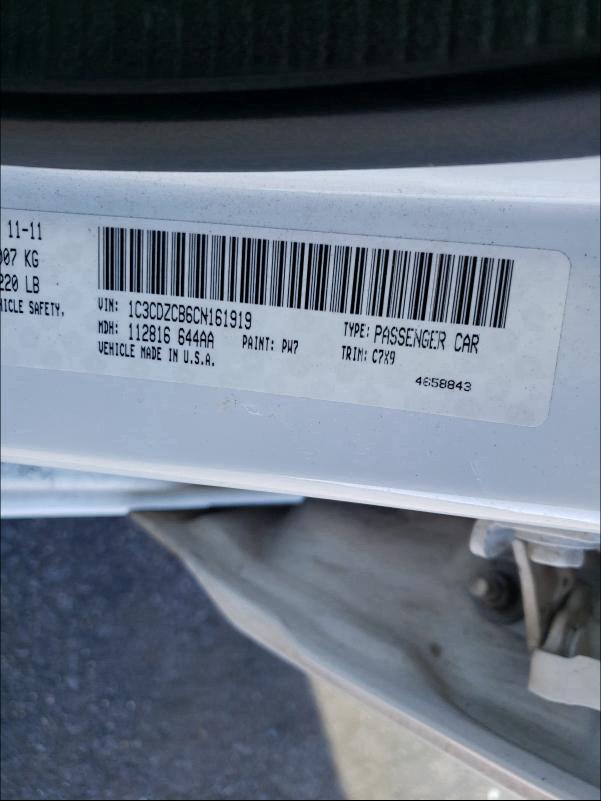 11-11
007 KG
220 LB
HICLE SAFETY,
VIN: 1C3CDZCB6CN161919
MDH: 112816 644AA PAINT: PW7
VEHICLE MADE IN U.S.A.
TYPE: PASSENGER CAR
TRIM: C7X9
4658843